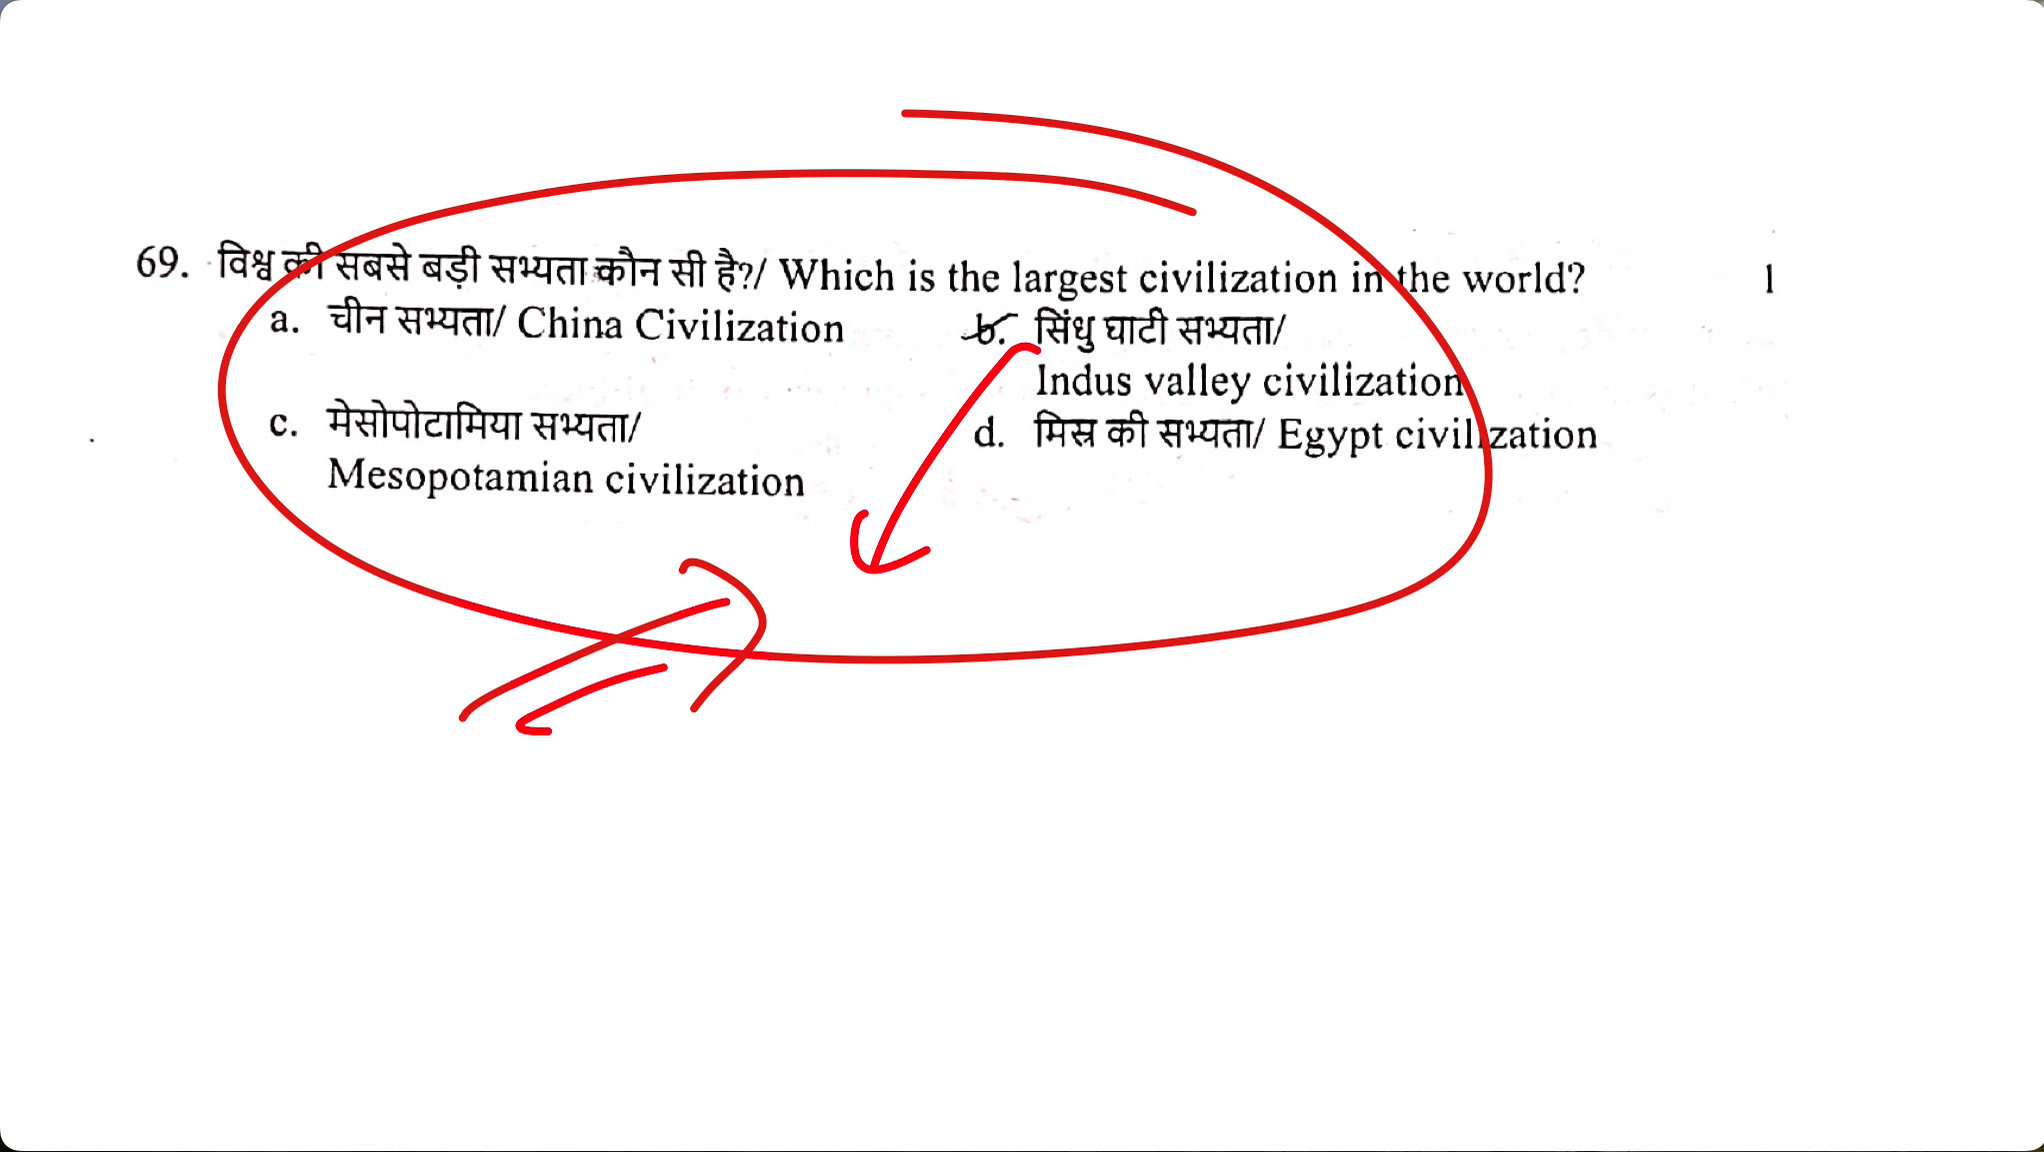 69. विश्व की सबसे बड़ी सभ्यता कौन सी है?/ Which is the largest civilization in the world? 1
a. चीन सभ्यता/ China Civilization b. सिंधु घाटी सभ्यता/
Indus valley civilization
c. मेसोपोटामिया सभ्यता/ d. मिस्र की सभ्यता/ Egypt civilization
Mesopotamian civilization